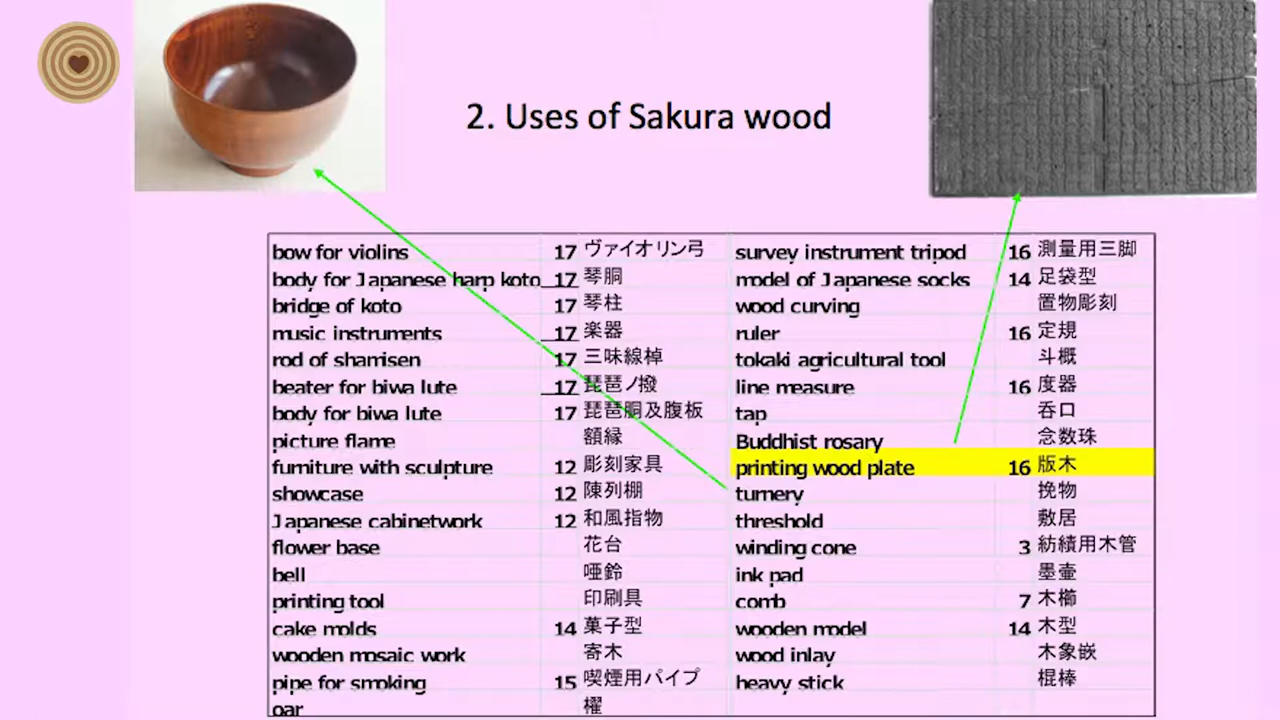 2. Uses of Sakura wood
bow for violins 17 ヴァイオリン弓
body for Japanese harp koto 17 琴胴
bridge of koto 17 琴柱
music instruments 17 楽器
rod of shamisen 17 三味線棹
beater for biwa lute 17 琵琶ノ撥
body for biwa lute 17 琵琶胴及腹板
picture flame 額縁
furniture with sculpture 12 彫刻家具
showcase 12 陳列棚
Japanese cabinetwork 12 和風指物
flower base 花台
bell 唖鈴
printing tool 印刷具
cake molds 14 菓子型
wooden mosaic work 寄木
pipe for smoking 15 喫煙用パイプ
oar 櫂
survey instrument tripod 16 測量用三脚
model of Japanese socks 14 足袋型
wood curving 置物彫刻
ruler 16 定規
tokaki agricultural tool 斗概
line measure 16 度器
tap 呑口
Buddhist rosary 念数珠
printing wood plate 16 版木
turnery 挽物
threshold 敷居
winding cone 3 紡績用木管
ink pad 墨壷
comb 7 木櫛
wooden model 14 木型
wood inlay 木象嵌
heavy stick 棍棒